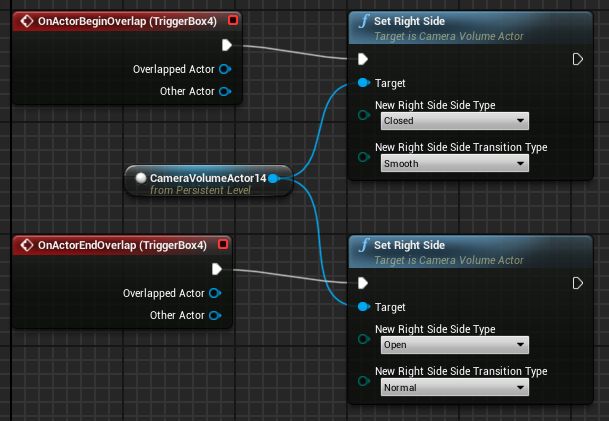 OnActorBeginOverlap (TriggerBox4)
Overlapped Actor
Other Actor
f Set Right Side
Target is Camera Volume Actor
Target
New Right Side Side Type
Closed
New Right Side Side Transition Type
Smooth
CameraVolumeActor14
from Persistent Level
OnActorEndOverlap (TriggerBox4)
Overlapped Actor
Other Actor
f Set Right Side
Target is Camera Volume Actor
Target
New Right Side Side Type
Open
New Right Side Side Transition Type
Normal